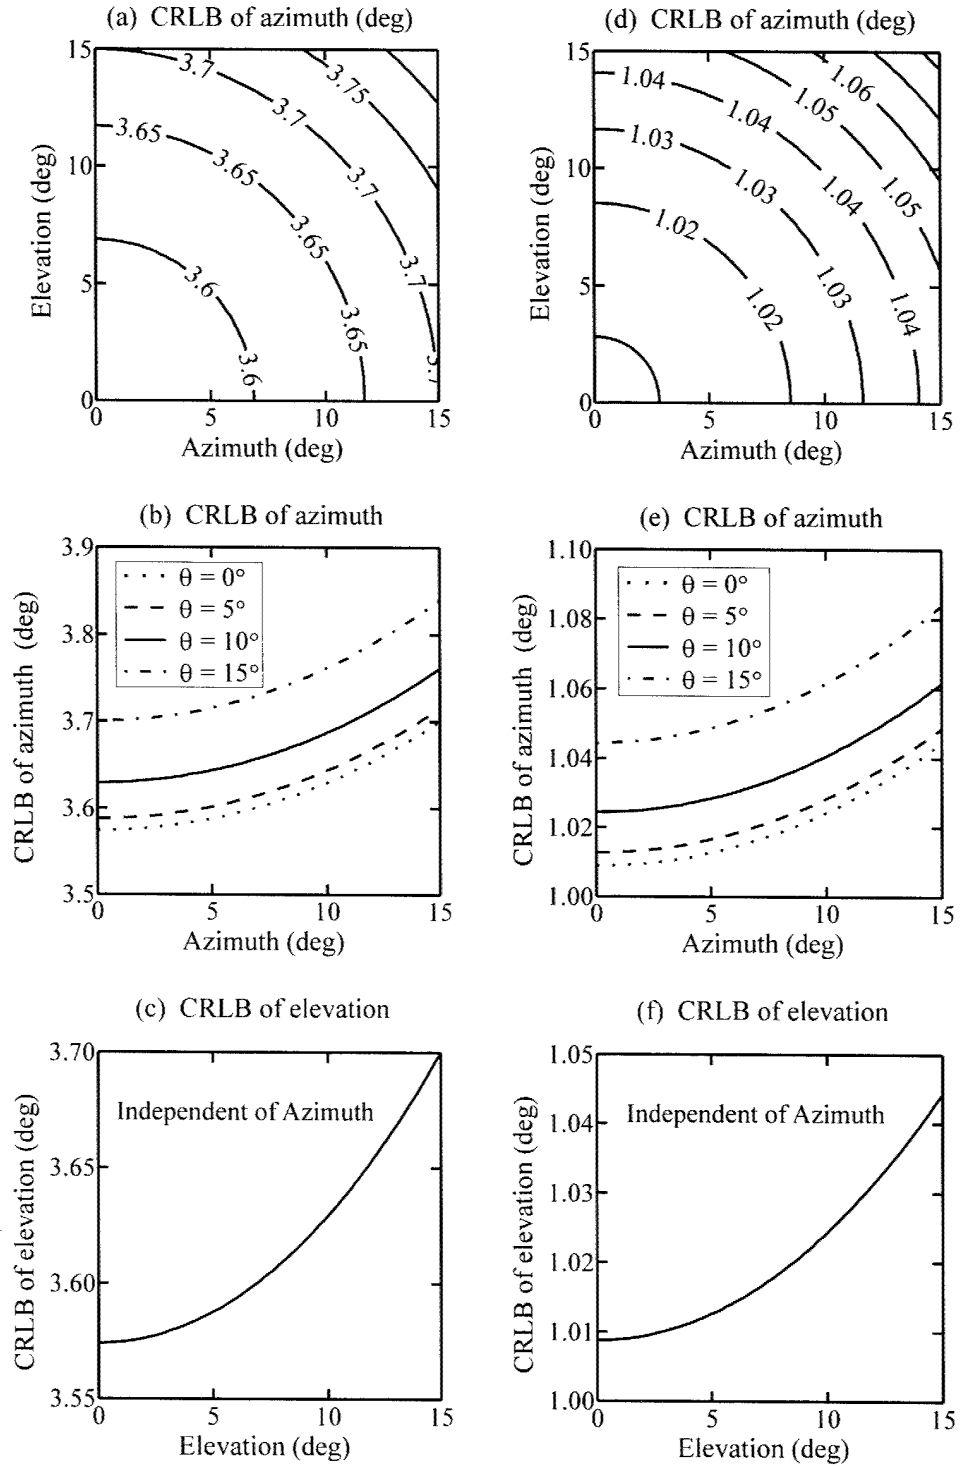 (a) CRLB of azimuth (deg)
15
10
5
0
Elevation (deg)
3.7
3.75
3.7
3.65
3.65
3.7
3.65
3.7
3.6
3.65
3.6
3.7
0
5
10
15
Azimuth (deg)
(d) CRLB of azimuth (deg)
15
10
5
0
Elevation (deg)
1.04
1.06
1.05
1.04
1.03
1.03
1.04
1.05
1.02
1.03
1.02
1.04
0
5
10
15
Azimuth (deg)
(b) CRLB of azimuth
3.9
3.8
3.7
3.6
3.5
CRLB of azimuth (deg)
θ = 0°
θ = 5°
θ = 10°
θ = 15°
0
5
10
15
Azimuth (deg)
(e) CRLB of azimuth
1.10
1.08
1.06
1.04
1.02
1.00
CRLB of azimuth (deg)
θ = 0°
θ = 5°
θ = 10°
θ = 15°
0
5
10
15
Azimuth (deg)
(c) CRLB of elevation
3.70
3.65
3.60
3.55
CRLB of elevation (deg)
Independent of Azimuth
0
5
10
15
Elevation (deg)
(f) CRLB of elevation
1.05
1.04
1.03
1.02
1.01
1.00
CRLB of elevation (deg)
Independent of Azimuth
0
5
10
15
Elevation (deg)